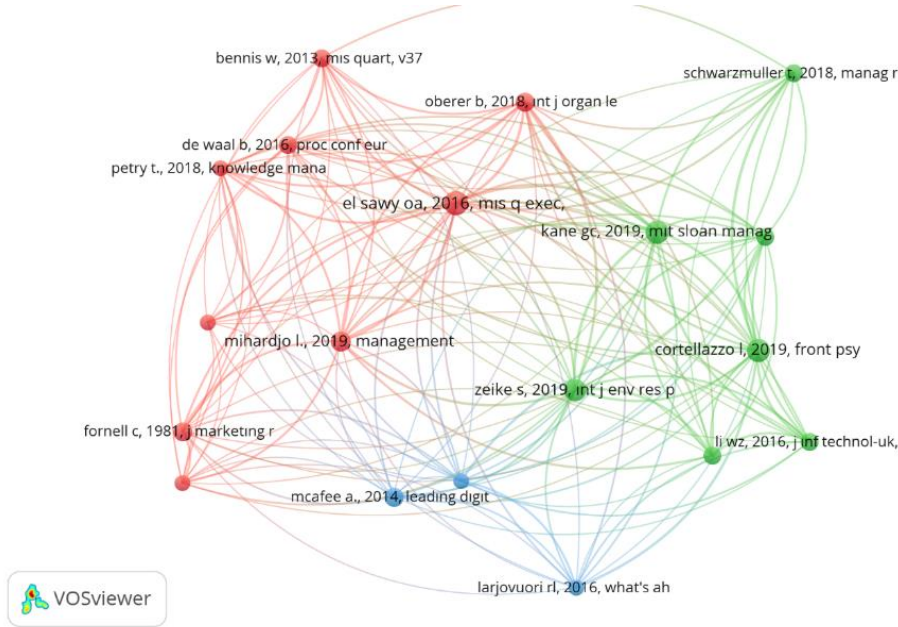 bennis w, 2013, mis quart, v37
schwarzmuller t, 2018, manag r
oberer b, 2018, int j organ le
de waal b, 2016, proc conf eur
petry t., 2018, knowledge mana
el sawy oa, 2016, mis q exec,
kane gc, 2019, mit sloan manag
mihardjo l., 2019, management
cortellazzo l, 2019, front psy
zeike s, 2019, int j env res p
fornell c, 1981, j marketing r
li wz, 2016, j inf technol-uk,
mcafee a., 2014, leading digit
larjovuori rl, 2016, what's ah
VOSviewer